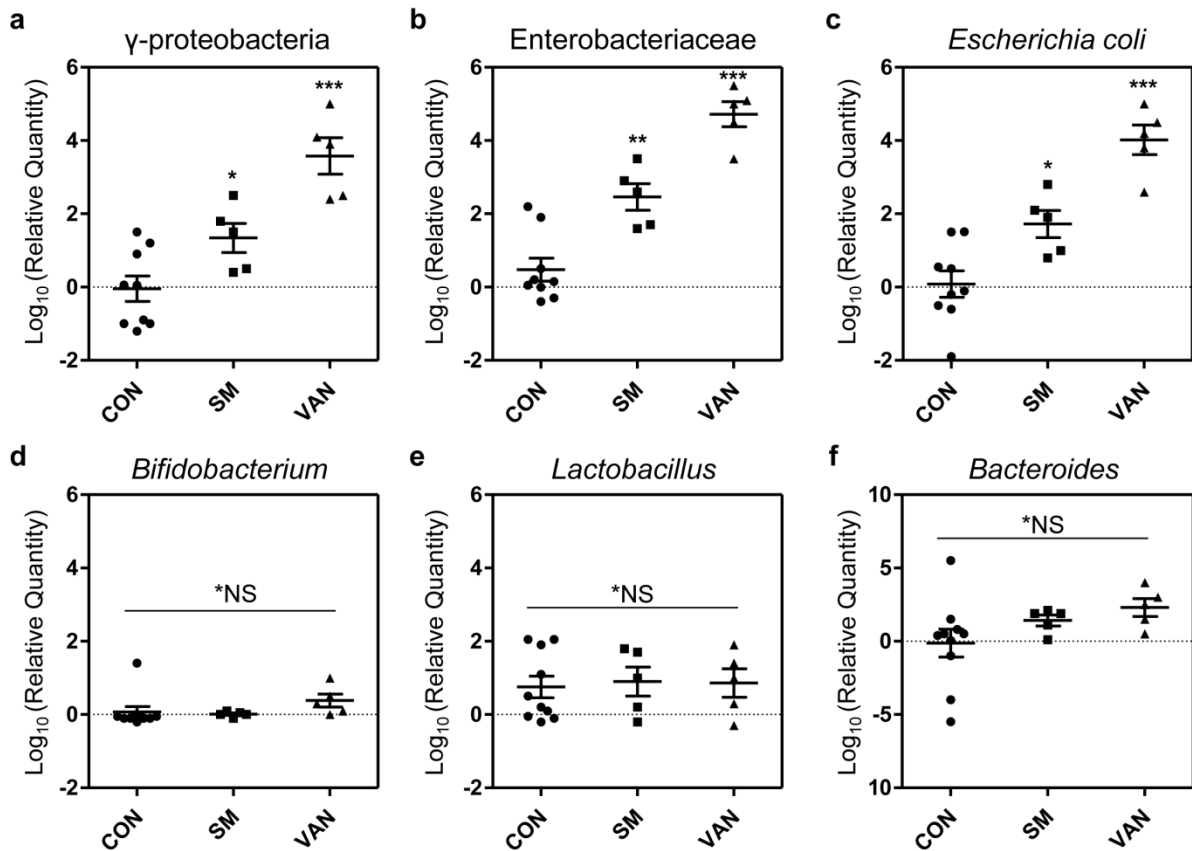 a
γ-proteobacteria
Log10 (Relative Quantity)
6
4
2
0
-2
*
***
CON
SM
VAN
b
Enterobacteriaceae
Log10 (Relative Quantity)
6
4
2
0
-2
**
***
CON
SM
VAN
c
Escherichia coli
Log10 (Relative Quantity)
6
4
2
0
-2
*
***
CON
SM
VAN
d
Bifidobacterium
Log10 (Relative Quantity)
6
4
2
0
-2
*NS
CON
SM
VAN
e
Lactobacillus
Log10 (Relative Quantity)
6
4
2
0
-2
*NS
CON
SM
VAN
f
Bacteroides
Log10 (Relative Quantity)
10
5
0
-5
10
*NS
CON
SM
VAN